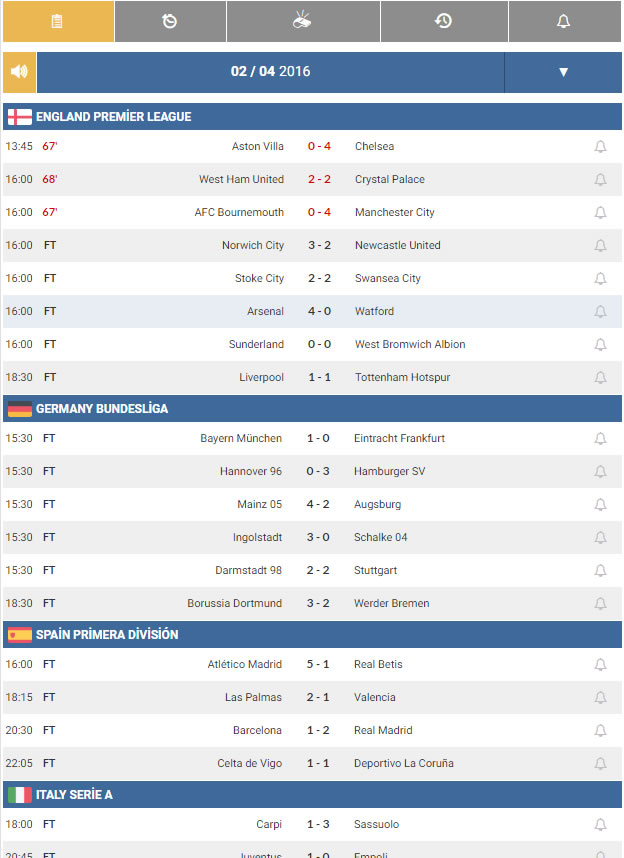 02 / 04 2016
▼
ENGLAND PREMİER LEAGUE
13:45 67' Aston Villa 0 - 4 Chelsea
16:00 68' West Ham United 2 - 2 Crystal Palace
16:00 67' AFC Bournemouth 0 - 4 Manchester City
16:00 FT Norwich City 3 - 2 Newcastle United
16:00 FT Stoke City 2 - 2 Swansea City
16:00 FT Arsenal 4 - 0 Watford
16:00 FT Sunderland 0 - 0 West Bromwich Albion
18:30 FT Liverpool 1 - 1 Tottenham Hotspur
GERMANY BUNDESLİGA
15:30 FT Bayern München 1 - 0 Eintracht Frankfurt
15:30 FT Hannover 96 0 - 3 Hamburger SV
15:30 FT Mainz 05 4 - 2 Augsburg
15:30 FT Ingolstadt 3 - 0 Schalke 04
15:30 FT Darmstadt 98 2 - 2 Stuttgart
18:30 FT Borussia Dortmund 3 - 2 Werder Bremen
SPAİN PRİMERA DİVİSİÓN
16:00 FT Atlético Madrid 5 - 1 Real Betis
18:15 FT Las Palmas 2 - 1 Valencia
20:30 FT Barcelona 1 - 2 Real Madrid
22:05 FT Celta de Vigo 1 - 1 Deportivo La Coruña
ITALY SERİE A
18:00 FT Carpi 1 - 3 Sassuolo
20:45 FT Juventus 1 - 0 Empoli